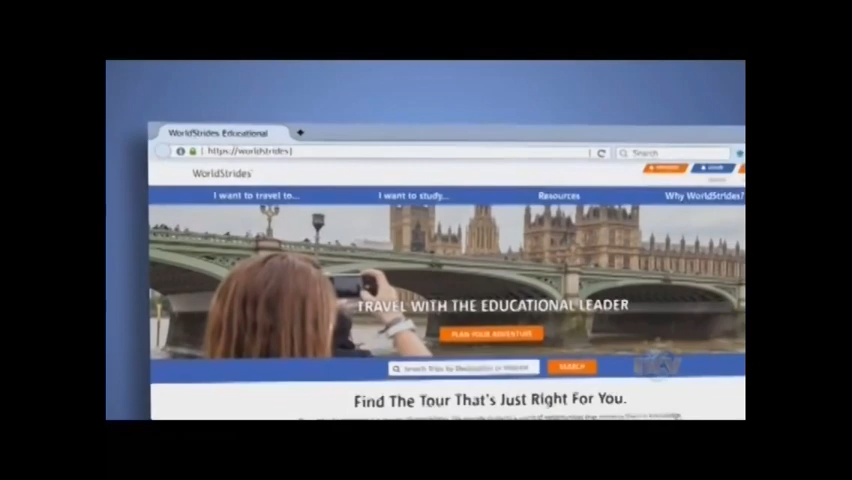 WorldStrides Educational
https://worldstrides|
Search
WorldStrides
I want to travel to... I want to study... Resources Why WorldStrides?
TRAVEL WITH THE EDUCATIONAL LEADER
PLAN YOUR ADVENTURE
Search Trips by Destination or Interest SEARCH
Find The Tour That's Just Right For You.